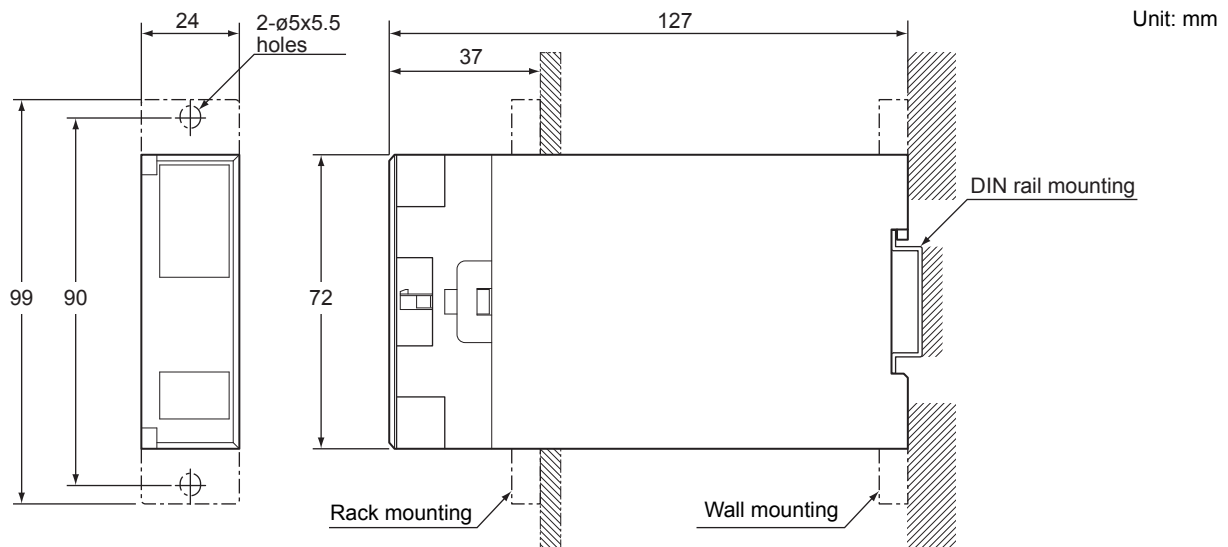 24
2-ø5x5.5
holes
127
Unit: mm
37
DIN rail mounting
99
90
72
Rack mounting
Wall mounting